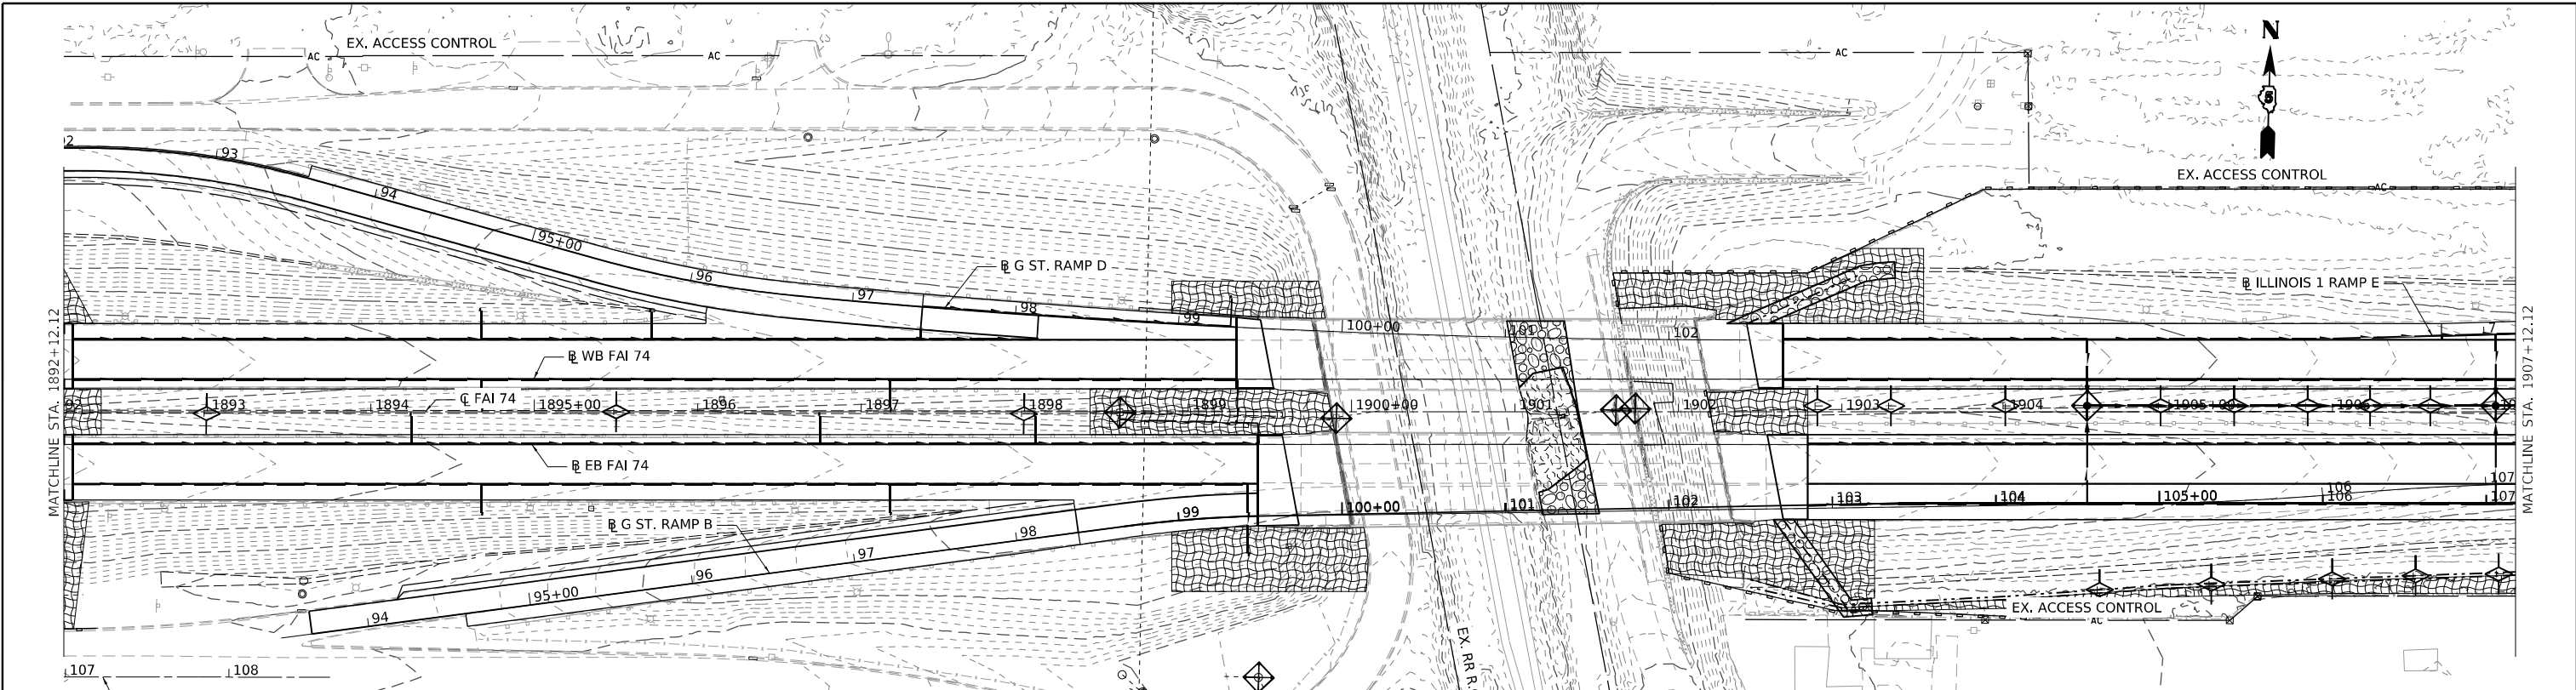 EX. ACCESS CONTROL
AC
AC
AC
N
EX. ACCESS CONTROL
AC
93
94
95+00
96
97
98
99
100+00
101
102
℄ G ST. RAMP D
℄ ILLINOIS 1 RAMP E
MATCHLINE STA. 1892+12.12
MATCHLINE STA. 1907+12.12
B̲L WB FAI 74
℄ FAI 74
1893
1894
1895+00
1896
1897
1898
1899
1900+00
1901
1902
1903
1904
1905+00
B̲L EB FAI 74
B̲L G ST. RAMP B
94
95+00
96
97
98
99
100+00
101
102
103
104
105+00
106
106
107
107
EX. ACCESS CONTROL
AC
EX. RR R
107
108